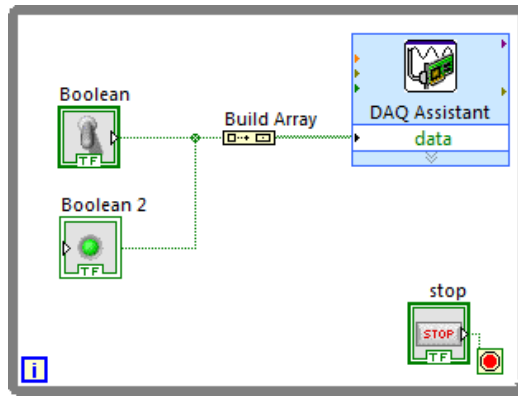 Boolean
TF
Build Array
DAQ Assistant
data
Boolean 2
TF
stop
STOP
TF
i